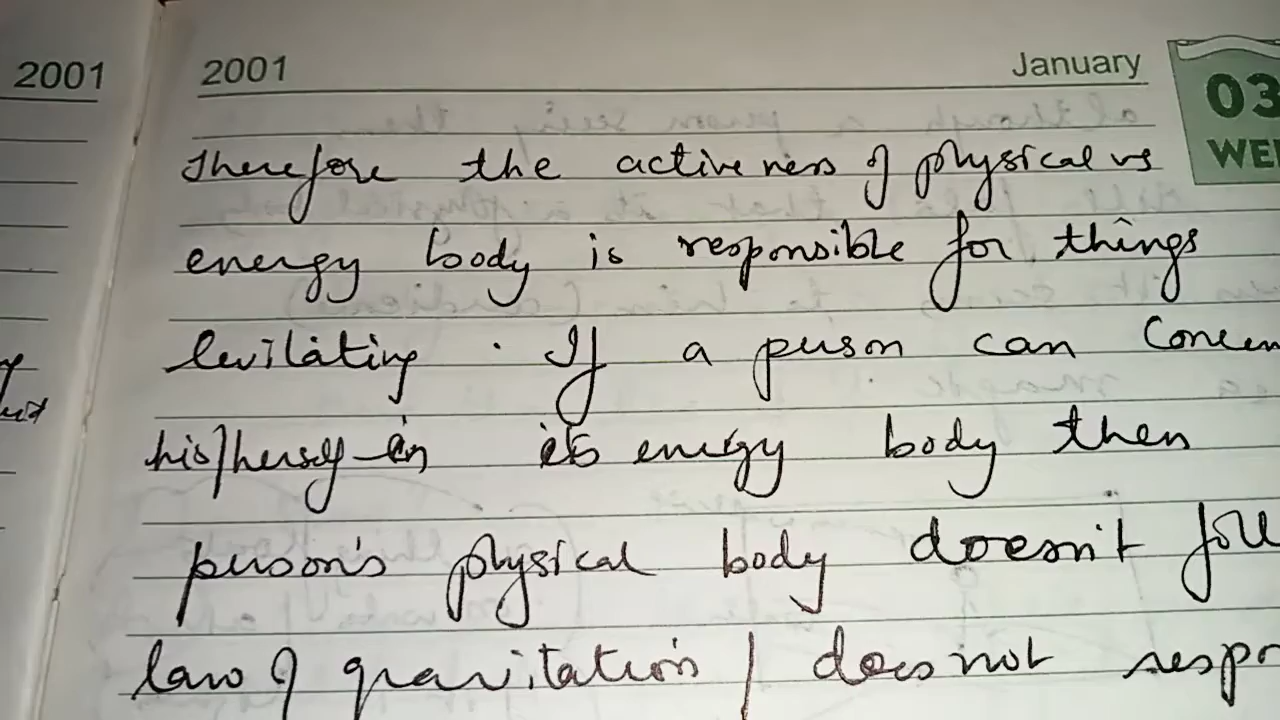 2001
2001 January 03
WE
Therefore the activeness of physical vs
energy body is responsible for things
levilating. If a person can Concen
his/herself in its energy body then
person's physical body doesn't foll
law of gravitation / does not respo